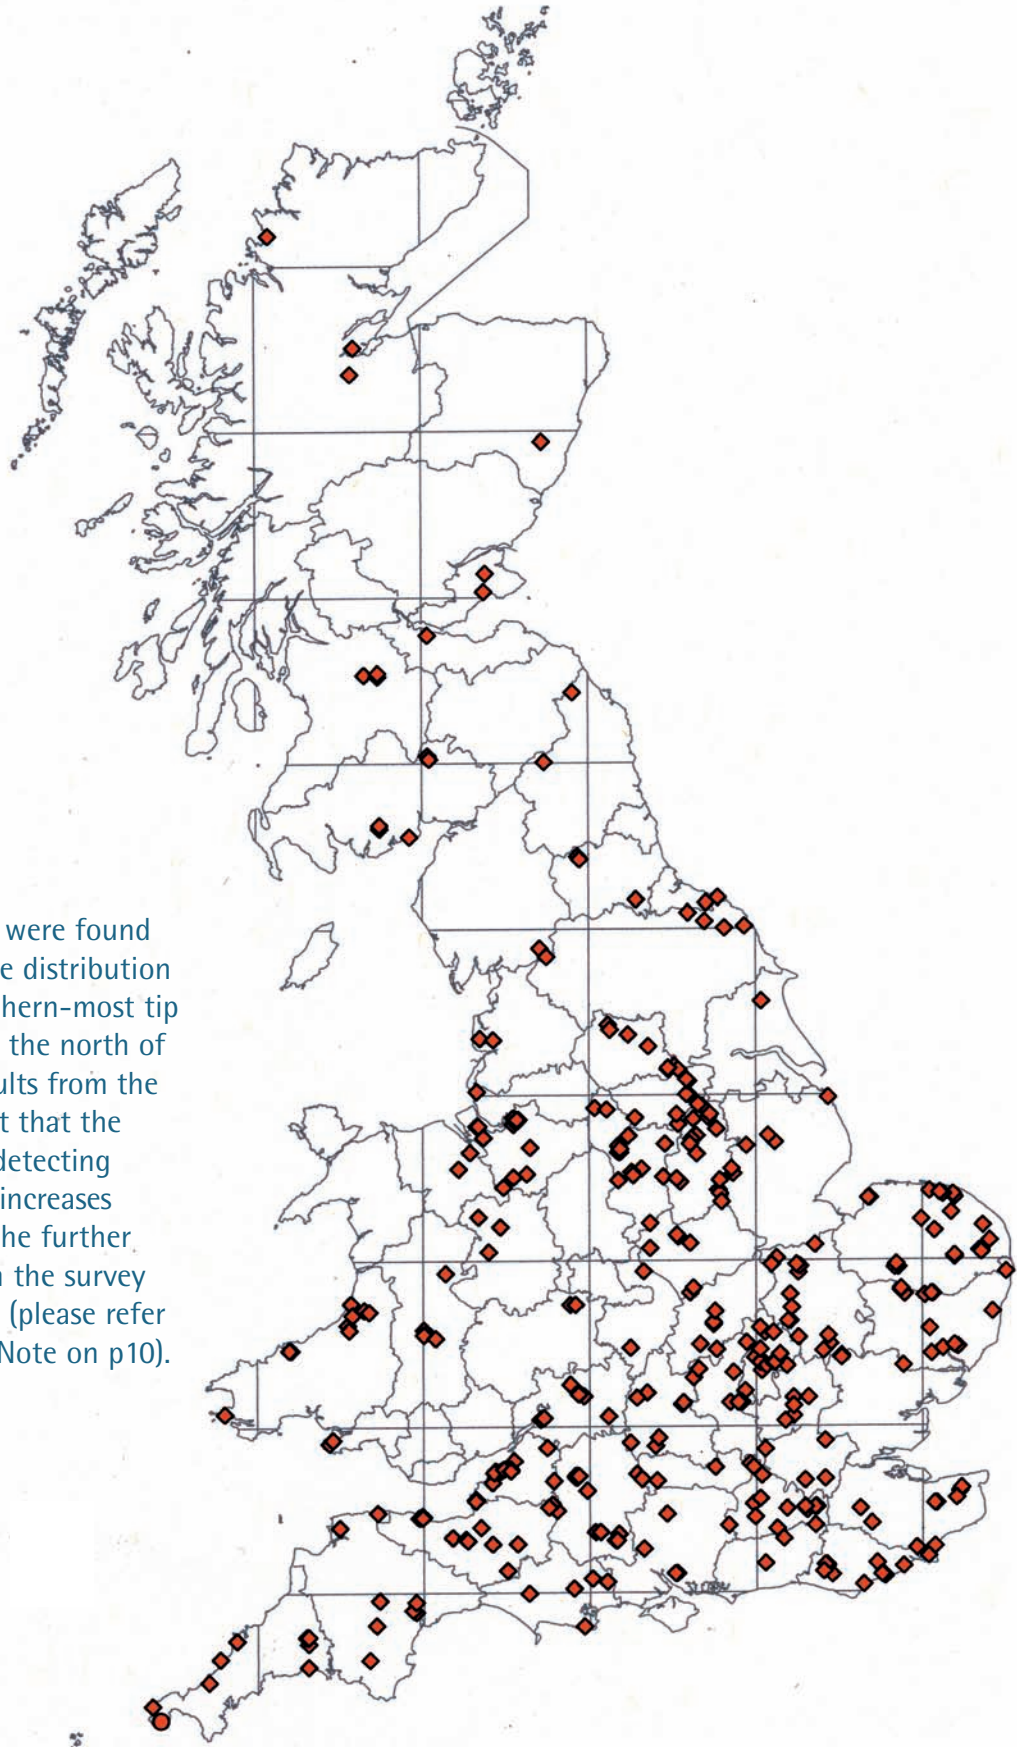 were found
e distribution
hern-most tip
the north of
ults from the
t that the
detecting
increases
he further
n the survey
(please refer
Note on p10).